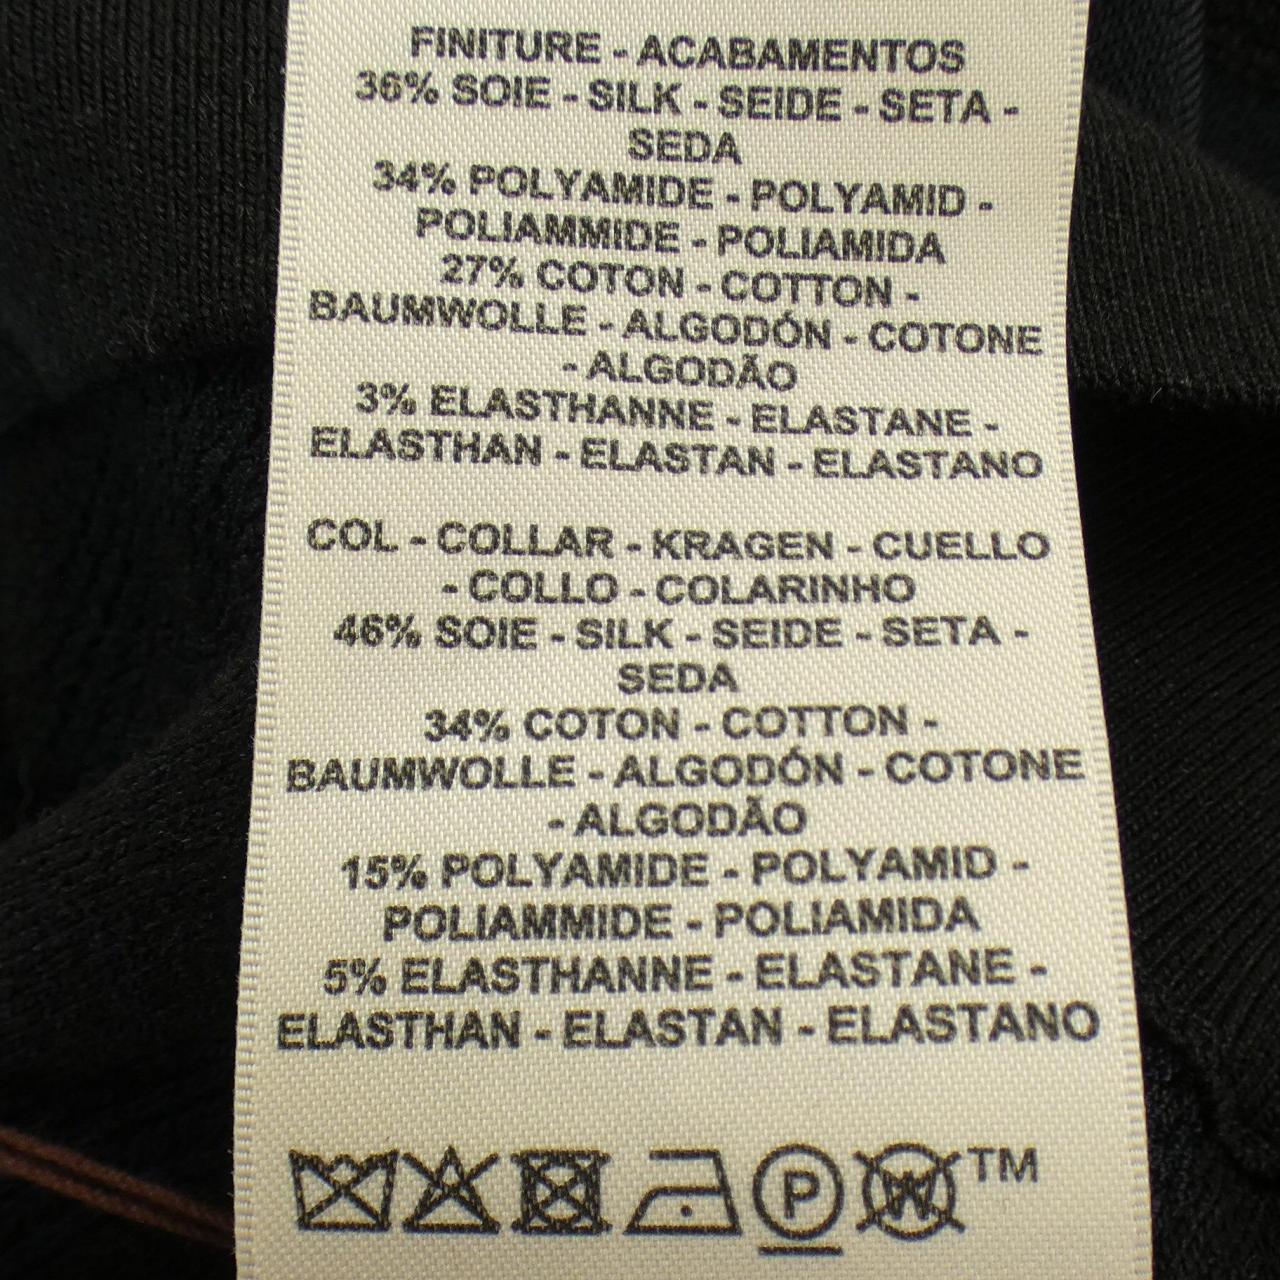 FINITURE - ACABAMENTOS
36% SOIE - SILK - SEIDE - SETA -
SEDA
34% POLYAMIDE - POLYAMID -
POLIAMMIDE - POLIAMIDA
27% COTON - COTTON -
BAUMWOLLE - ALGODÓN - COTONE
- ALGODÃO
3% ELASTHANNE - ELASTANE -
ELASTHAN - ELASTAN - ELASTANO
COL - COLLAR - KRAGEN - CUELLO
- COLLO - COLARINHO
46% SOIE - SILK - SEIDE - SETA -
SEDA
34% COTON - COTTON -
BAUMWOLLE - ALGODÓN - COTONE
- ALGODÃO
15% POLYAMIDE - POLYAMID -
POLIAMMIDE - POLIAMIDA
5% ELASTHANNE - ELASTANE -
ELASTHAN - ELASTAN - ELASTANO
P W TM